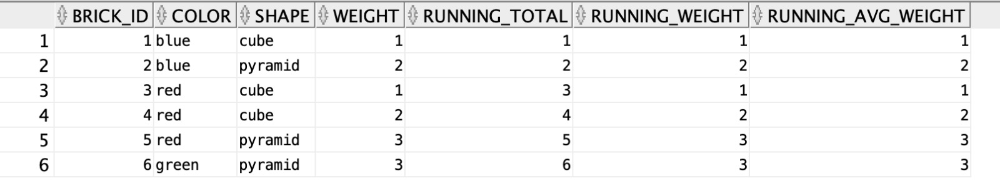 BRICK_ID COLOR SHAPE WEIGHT RUNNING_TOTAL RUNNING_WEIGHT RUNNING_AVG_WEIGHT
1 1 blue cube 1 1 1 1
2 2 blue pyramid 2 2 2 2
3 3 red cube 1 3 1 1
4 4 red cube 2 4 2 2
5 5 red pyramid 3 5 3 3
6 6 green pyramid 3 6 3 3